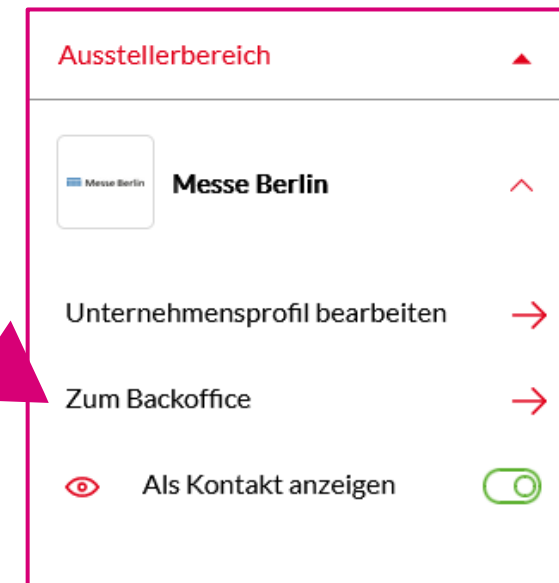 Ausstellerbereich
Messe Berlin
Messe Berlin
Unternehmensprofil bearbeiten
Zum Backoffice
Als Kontakt anzeigen